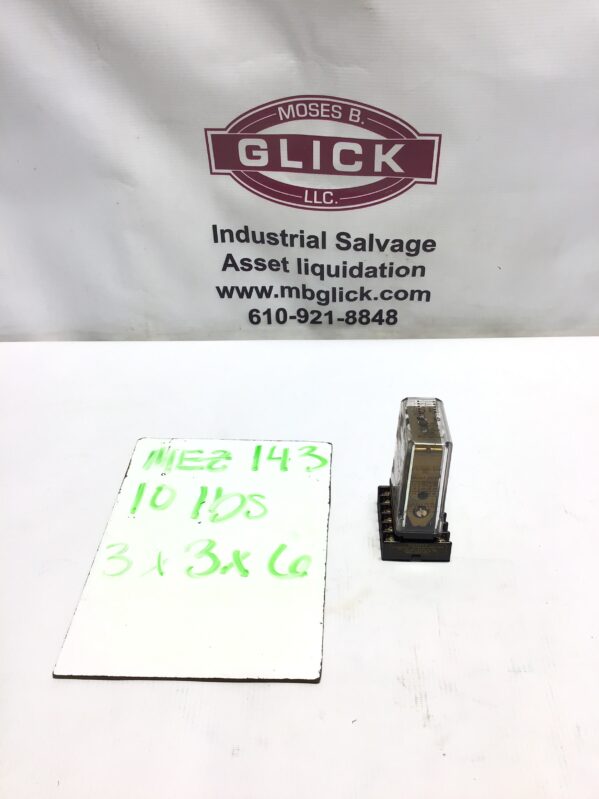 MOSES B.
GLICK
LLC.
Industrial Salvage
Asset liquidation
www.mbglick.com
610-921-8848
MEZ 143
10 lbs
3 x 3 x 6